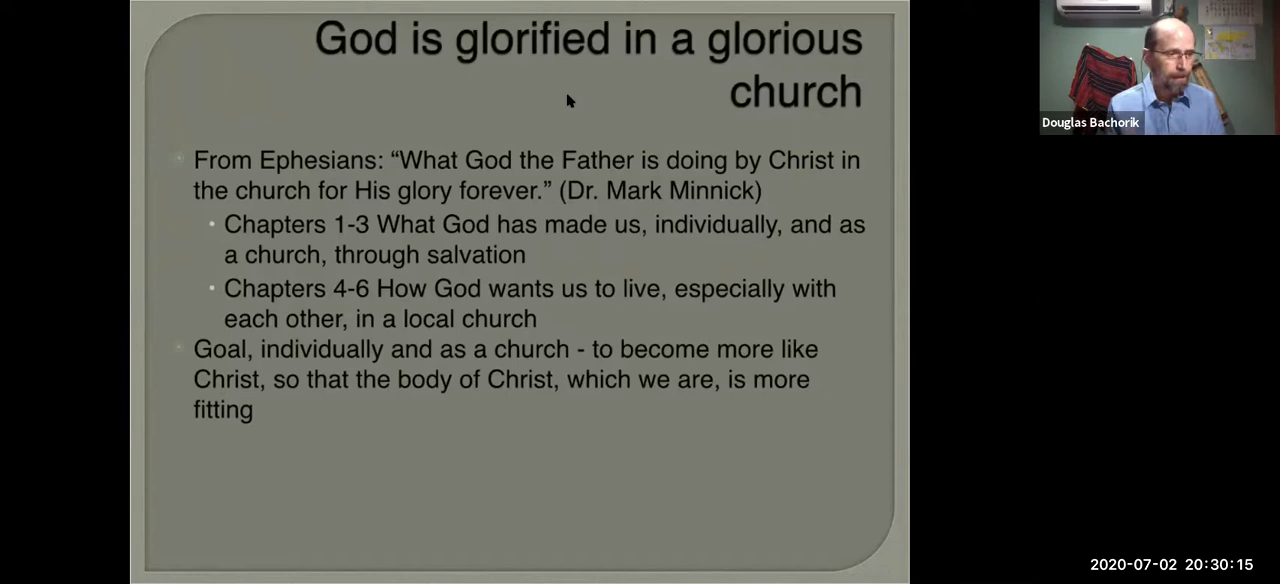 God is glorified in a glorious
church
From Ephesians: “What God the Father is doing by Christ in
the church for His glory forever.” (Dr. Mark Minnick)
Chapters 1-3 What God has made us, individually, and as
a church, through salvation
Chapters 4-6 How God wants us to live, especially with
each other, in a local church
Goal, individually and as a church - to become more like
Christ, so that the body of Christ, which we are, is more
fitting
Douglas Bachorik
2020-07-02 20:30:15